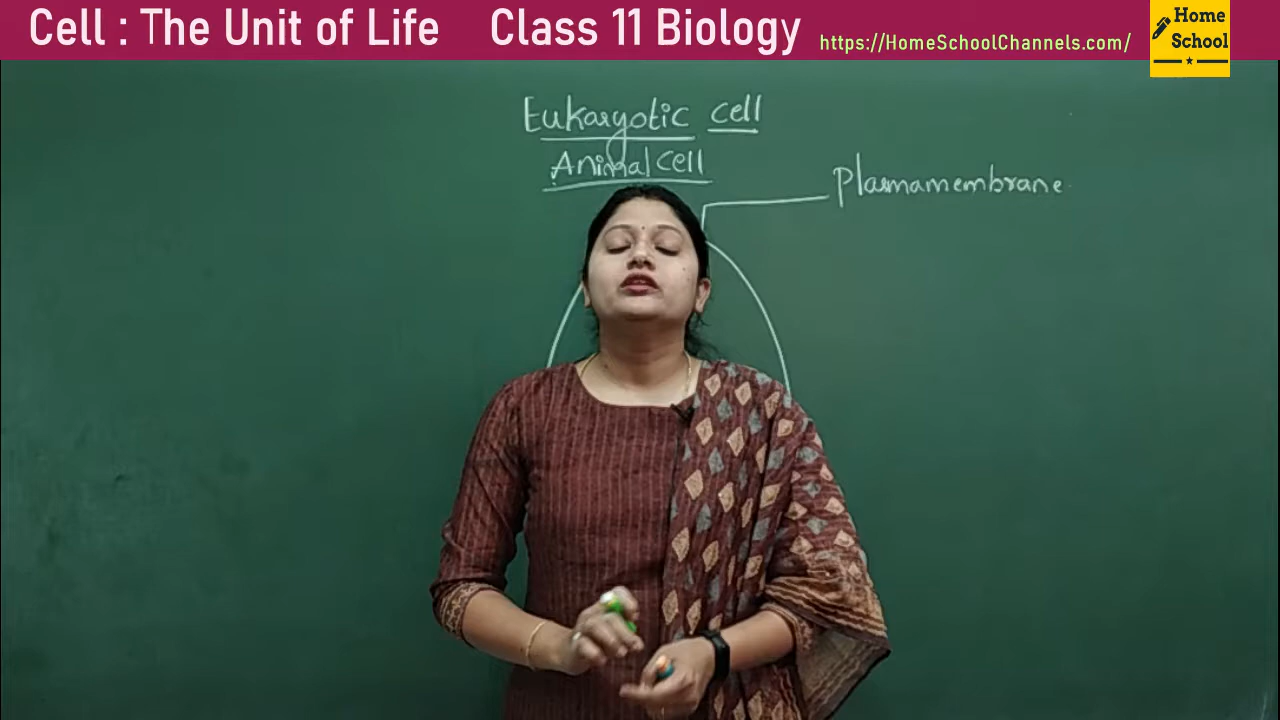 Cell : The Unit of Life Class 11 Biology https://HomeSchoolChannels.com/
Home
School
Eukaryotic cell
Animal cell
Plasmamembrane